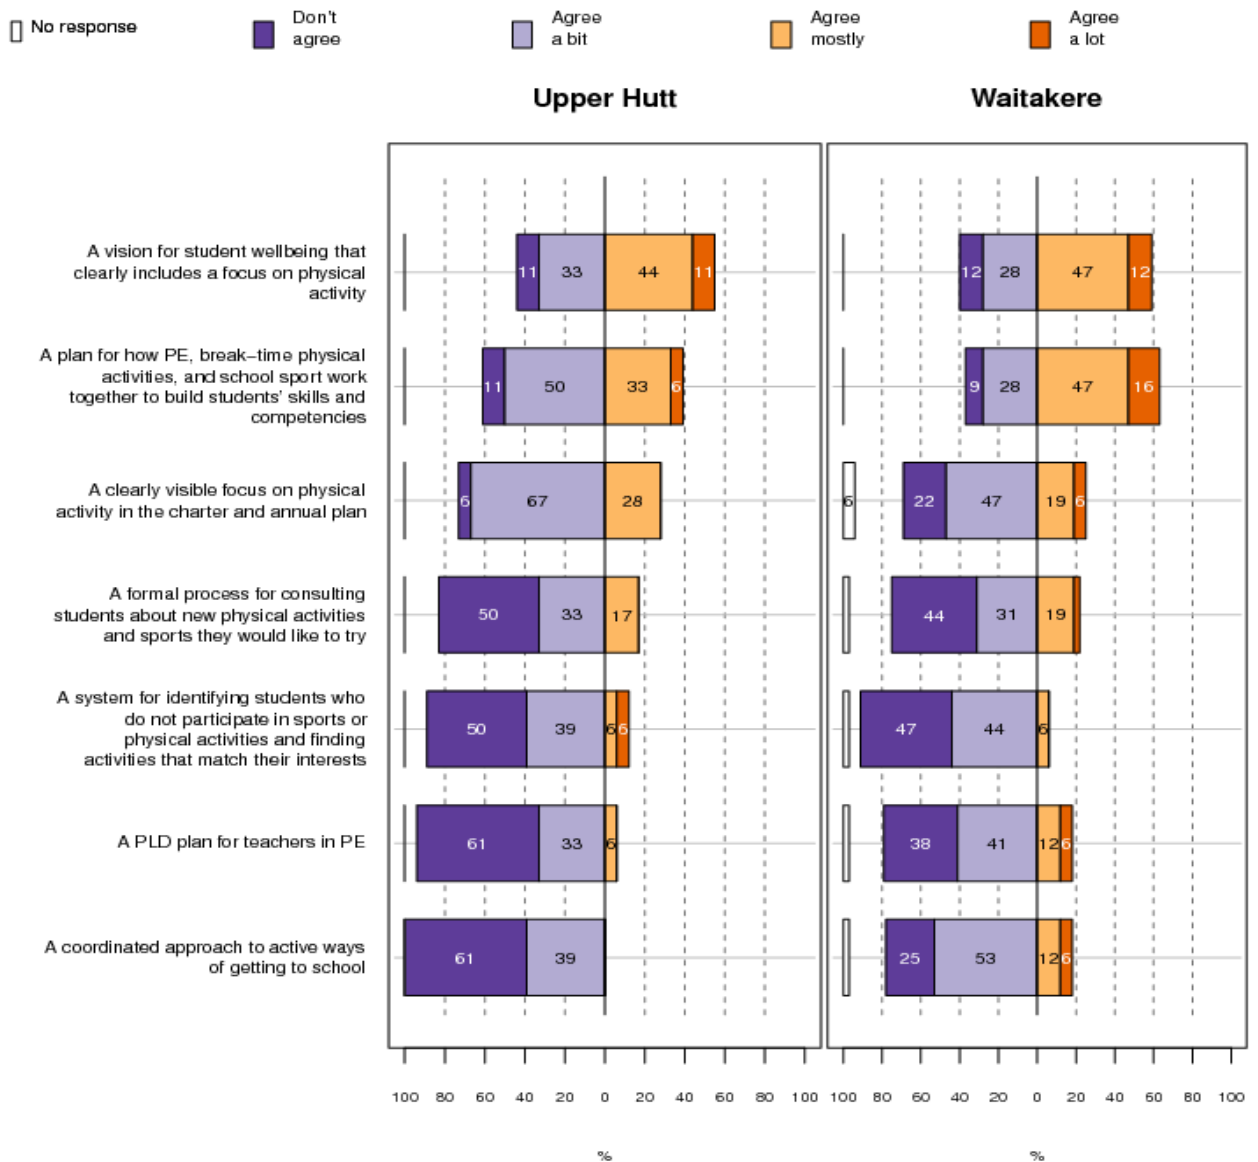 No response
Don't
agree
Agree
a bit
Agree
mostly
Agree
a lot
Upper Hutt
Waitakere
A vision for student wellbeing that
clearly includes a focus on physical
activity
11 33 44 11
12 28 47 12
A plan for how PE, break–time physical
activities, and school sport work
together to build students' skills and
competencies
11 50 33 6
9 28 47 16
A clearly visible focus on physical
activity in the charter and annual plan
6 67 28
6 22 47 19 6
A formal process for consulting
students about new physical activities
and sports they would like to try
50 33 17
44 31 19
A system for identifying students who
do not participate in sports or
physical activities and finding
activities that match their interests
50 39 6 6
47 44 6
A PLD plan for teachers in PE
61 33 6
38 41 12 6
A coordinated approach to active ways
of getting to school
61 39
25 53 12 6
100 80 60 40 20 0 20 40 60 80 100
100 80 60 40 20 0 20 40 60 80 100
%
%